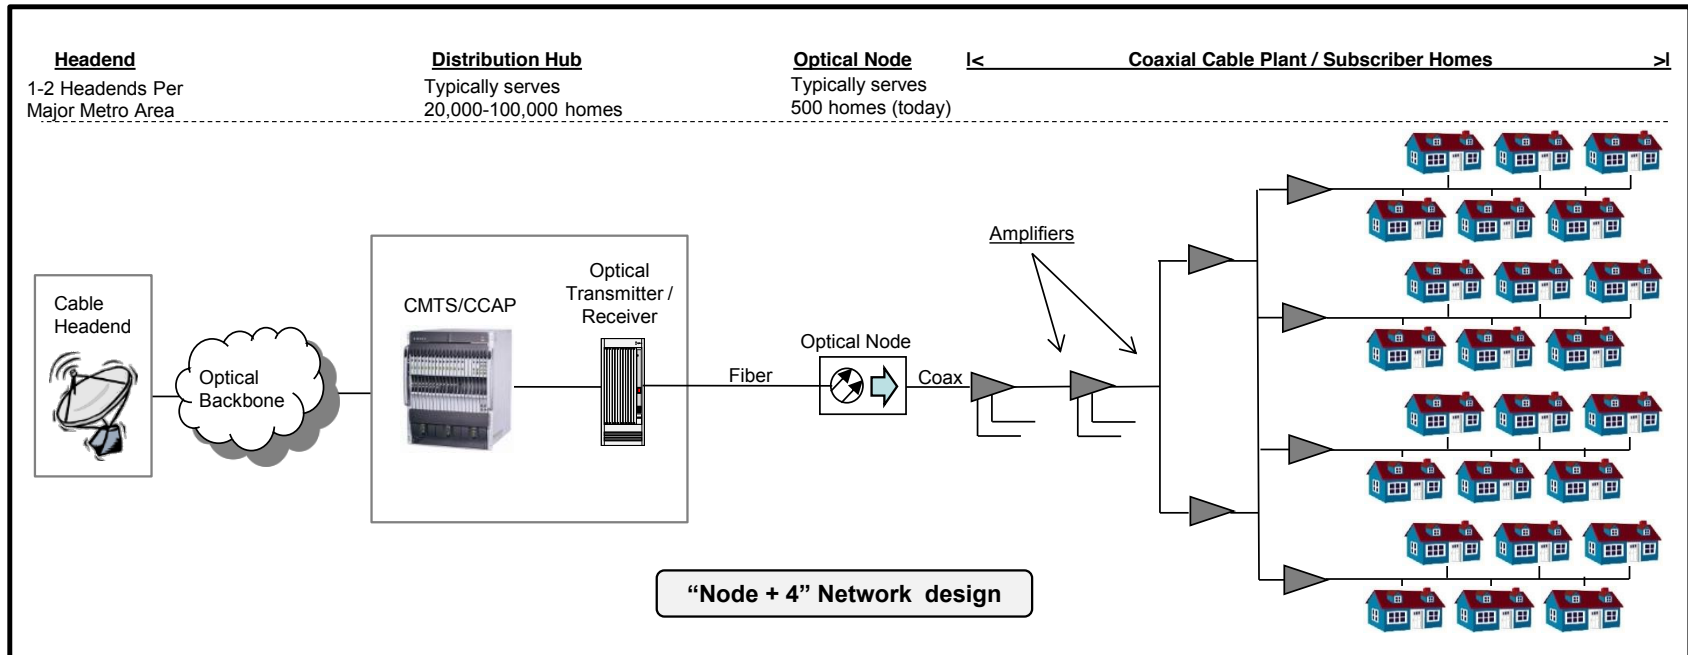 Headend
1-2 Headends Per
Major Metro Area
Distribution Hub
Typically serves
20,000-100,000 homes
Optical Node
Typically serves
500 homes (today)
I<
Coaxial Cable Plant / Subscriber Homes
>I
Cable
Headend
Optical
Backbone
CMTS/CCAP
Optical
Transmitter /
Receiver
Fiber
Optical Node
Coax
Amplifiers
“Node + 4” Network design